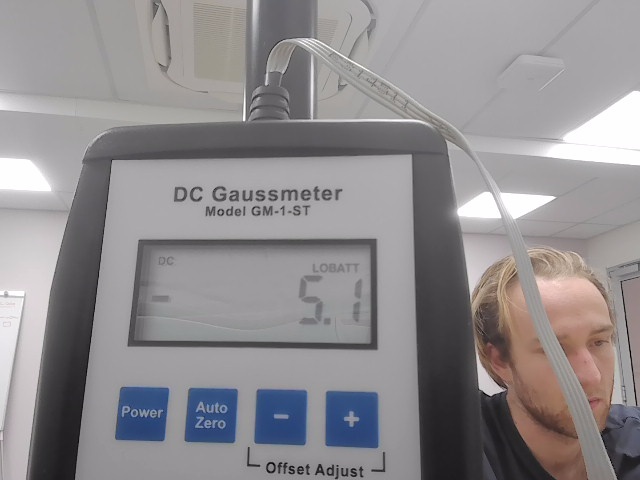 DC Gaussmeter
Model GM-1-ST
DC
LOBATT
- 5.1
Power
Auto
Zero
-
+
Offset Adjust